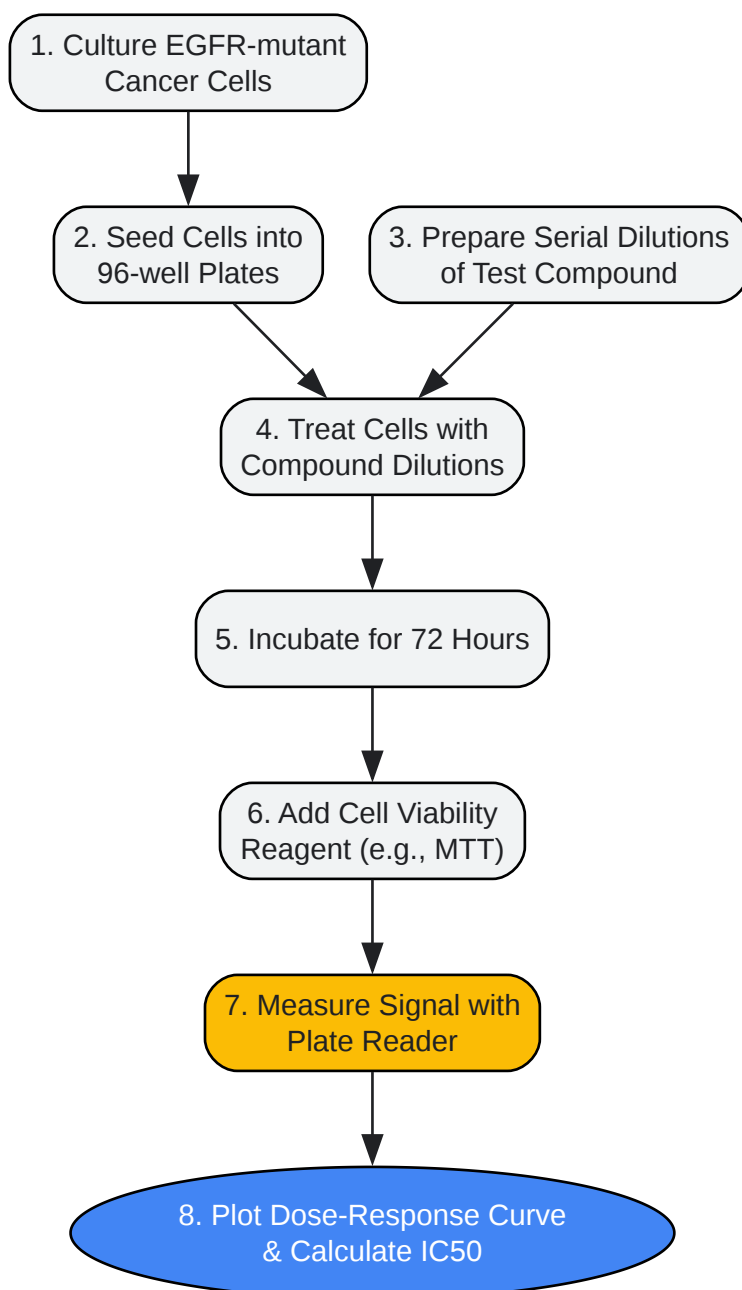 1. Culture EGFR-mutant
Cancer Cells
2. Seed Cells into
96-well Plates
3. Prepare Serial Dilutions
of Test Compound
4. Treat Cells with
Compound Dilutions
5. Incubate for 72 Hours
6. Add Cell Viability
Reagent (e.g., MTT)
7. Measure Signal with
Plate Reader
8. Plot Dose-Response Curve
& Calculate IC50